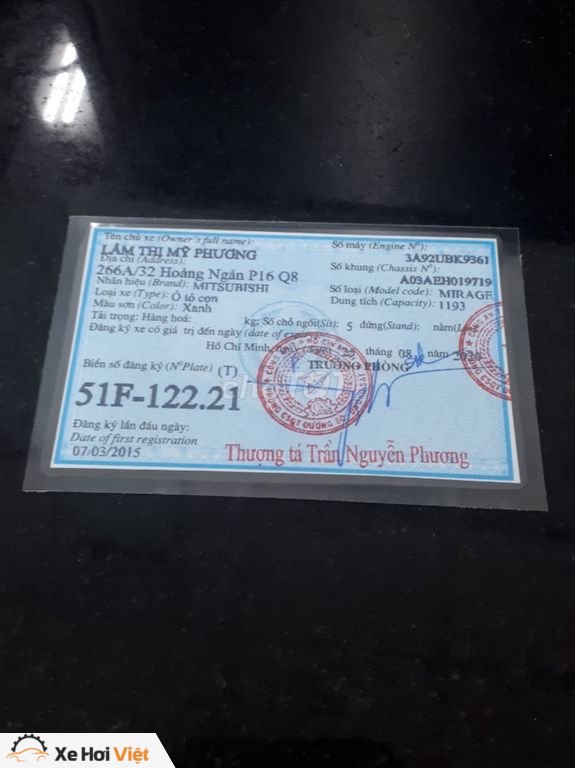 Tên chủ xe (Owner's full name):
LÂM THỊ MỸ PHƯƠNG
Địa chỉ (Address):
266A/32 Hoàng Ngân P16 Q8
Nhãn hiệu (Brand): MITSUBISHI
Loại xe (Type): Ô tô con
Màu sơn (Color): Xanh
Tải trọng: Hàng hoá: kg; Số chỗ ngồi(Sit): 5 đứng(Stand):
Số máy (Engine N°):
3A92UBK9361
Số khung (Chassis N°):
A03AEH019719
Số loại (Model code): MIRAGE
Dung tích (Capacity): 1193
Đăng ký xe có giá trị đến ngày (date of
Hồ Chí Minh, tháng 08 năm
Biển số đăng ký (N°Plate) (T)
TRƯỞNG PHÒNG
51F-122.21
Đăng ký lần đầu ngày:
Date of first registration
07/03/2015
Thượng tá Trần Nguyễn Phương
Xe Hơi Việt